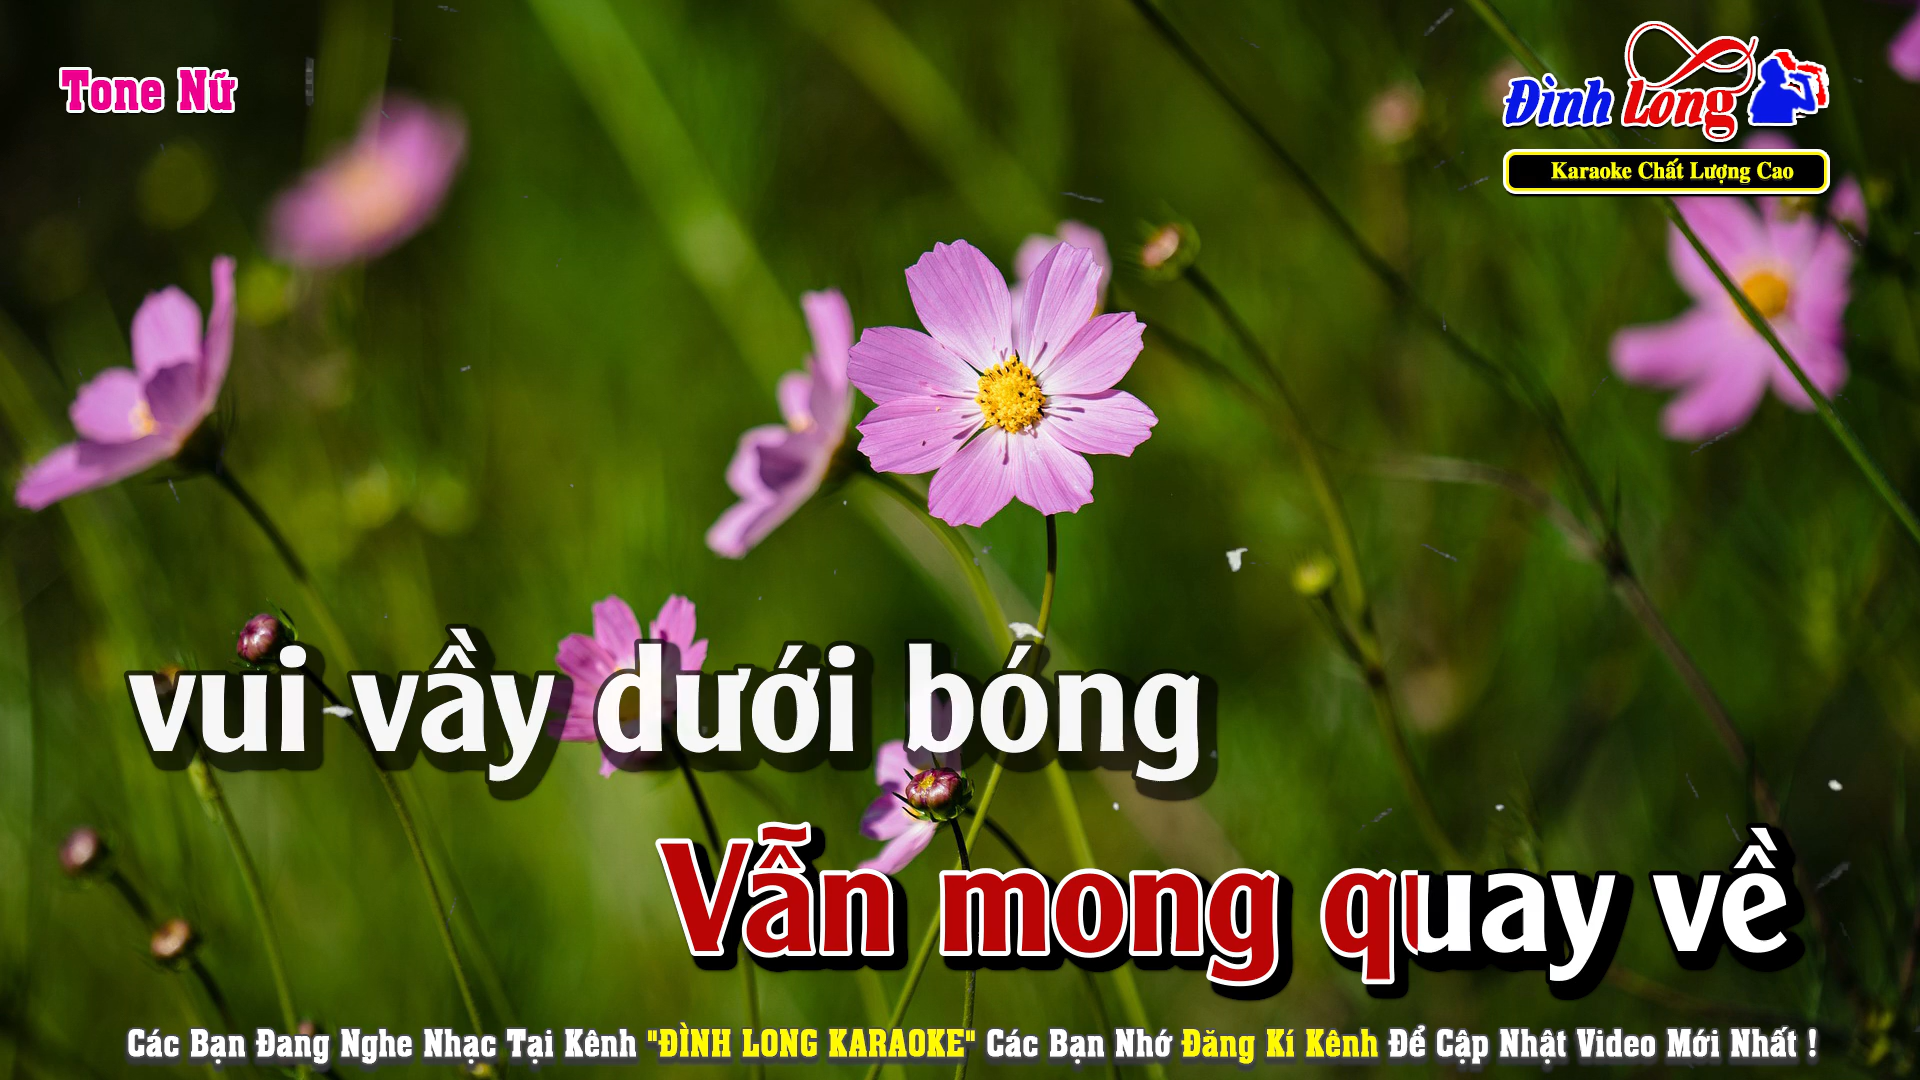 Tone Nữ
Đình Long
Karaoke Chất Lượng Cao
vui vầy dưới bóng
Vẫn mong quay về
Các Bạn Đang Nghe Nhạc Tại Kênh "ĐÌNH LONG KARAOKE" Các Bạn Nhớ Đăng Kí Kênh Để Cập Nhật Video Mới Nhất !